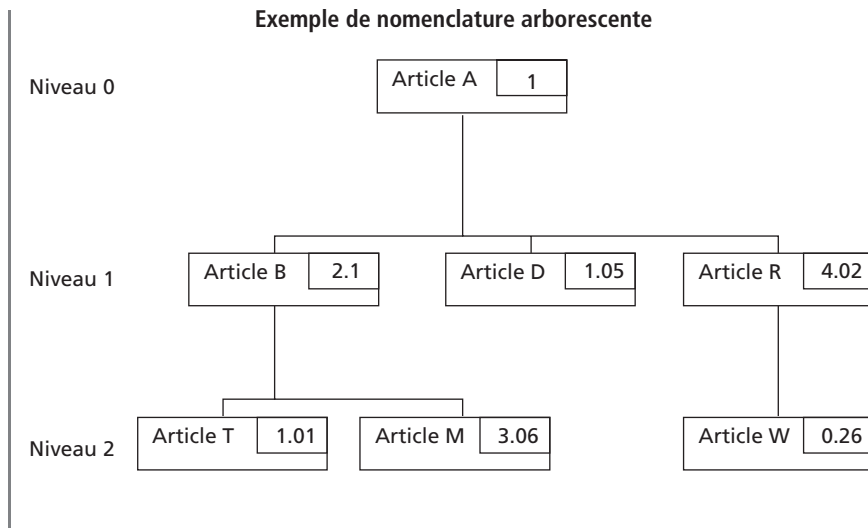 Exemple de nomenclature arborescente
Niveau 0
Article A 1
Niveau 1
Article B 2.1
Article D 1.05
Article R 4.02
Niveau 2
Article T 1.01
Article M 3.06
Article W 0.26